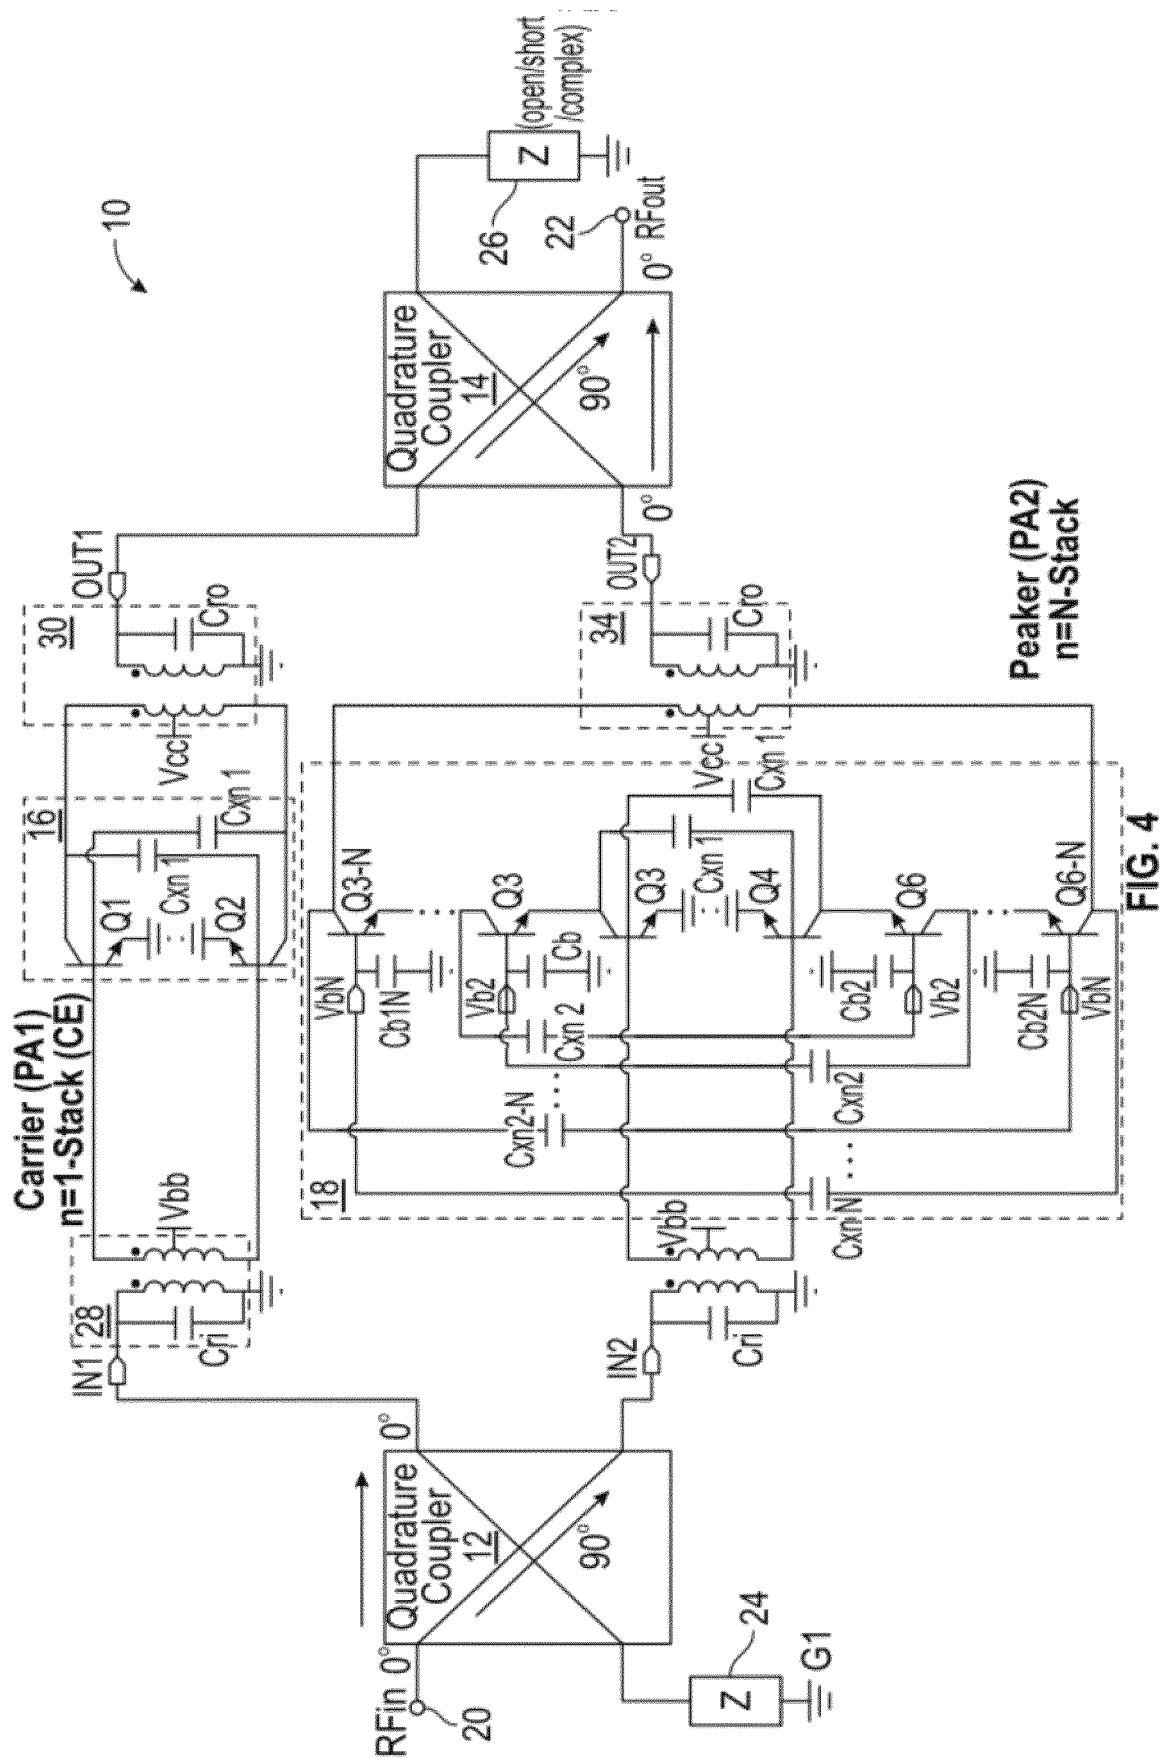 10
Carrier (PA1)
n=1-Stack (CE)
IN1
28
Cri
Vbb
16
Q1
Cxn 1
Q2
Cxn 1
Vcc
30
Cro
OUT1
RFin 0°
20
Quadrature
Coupler
12
90°
0°
Z
24
G1
IN2
Cri
Vbb
18
VbN
Q3-N
Cb1N
Cxn2-N
Vb2
Q3
Cb
Cxn 2
Q3
Cxn 1
Q4
Cxn 1
Cb2
Vb2
Q6
Cxn2
Cb2N
VbN
Q6-N
Cxn N
Vcc
34
Cro
OUT2
0°
Quadrature
Coupler
14
90°
0°
26
Z
(open/short
/complex)
22
RFout
Peaker (PA2)
n=N-Stack
FIG. 4